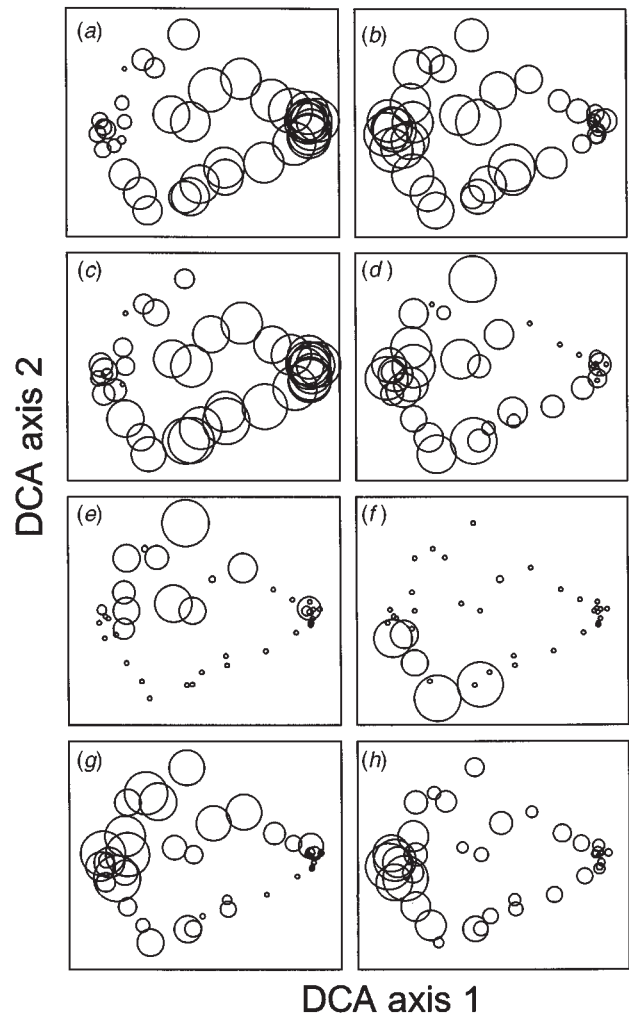 (a)
(b)
(c)
(d)
(e)
(f)
(g)
(h)
DCA axis 2
DCA axis 1